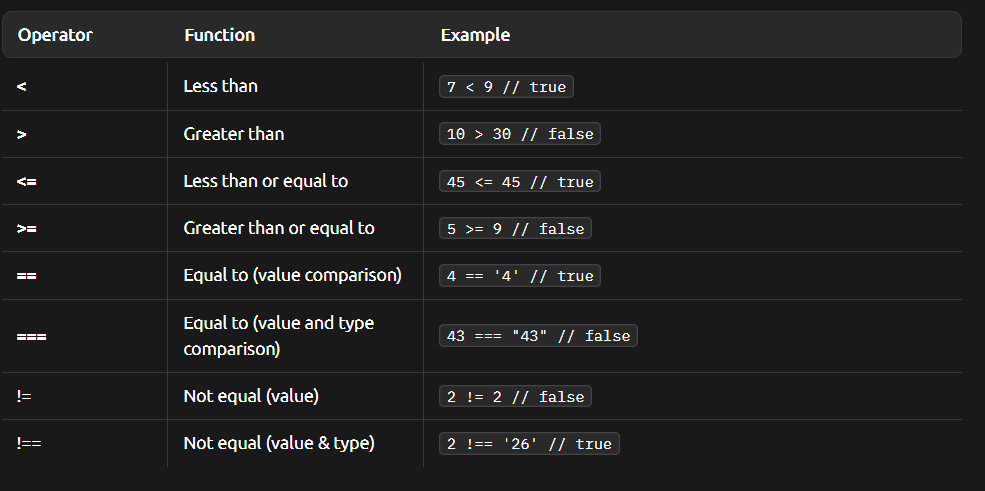 Operator Function Example
< Less than 7 < 9 // true
> Greater than 10 > 30 // false
<= Less than or equal to 45 <= 45 // true
>= Greater than or equal to 5 >= 9 // false
== Equal to (value comparison) 4 == '4' // true
=== Equal to (value and type comparison) 43 === "43" // false
!= Not equal (value) 2 != 2 // false
!== Not equal (value & type) 2 !== '26' // true